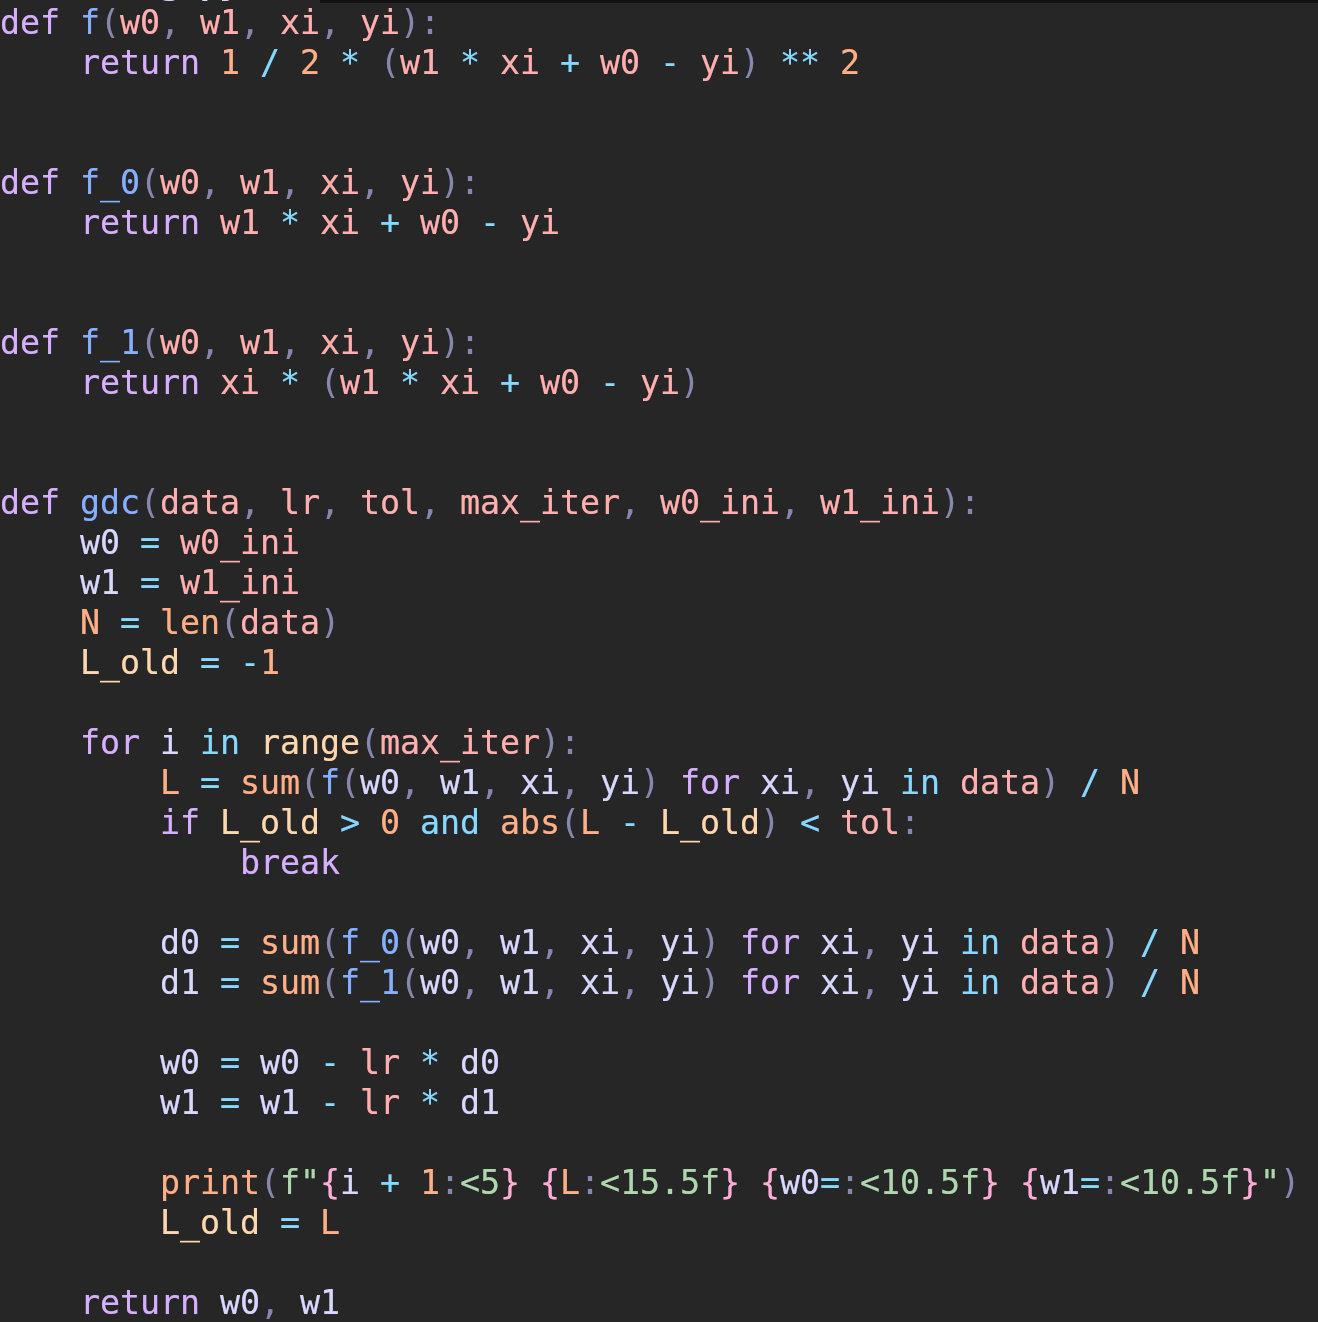 def f(w0, w1, xi, yi):
    return 1 / 2 * (w1 * xi + w0 - yi) ** 2
def f_0(w0, w1, xi, yi):
    return w1 * xi + w0 - yi
def f_1(w0, w1, xi, yi):
    return xi * (w1 * xi + w0 - yi)
def gdc(data, lr, tol, max_iter, w0_ini, w1_ini):
    w0 = w0_ini
    w1 = w1_ini
    N = len(data)
    L_old = -1
    for i in range(max_iter):
        L = sum(f(w0, w1, xi, yi) for xi, yi in data) / N
        if L_old > 0 and abs(L - L_old) < tol:
            break
        d0 = sum(f_0(w0, w1, xi, yi) for xi, yi in data) / N
        d1 = sum(f_1(w0, w1, xi, yi) for xi, yi in data) / N
        w0 = w0 - lr * d0
        w1 = w1 - lr * d1
        print(f"{i + 1:<5} {L:<15.5f} {w0=:<10.5f} {w1=:<10.5f}")
        L_old = L
    return w0, w1